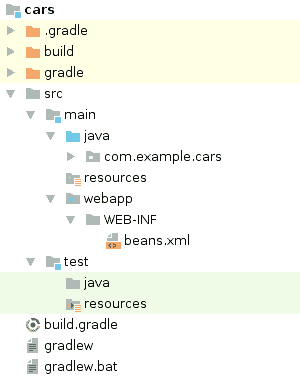 cars
.gradle
build
gradle
src
main
java
com.example.cars
resources
webapp
WEB-INF
beans.xml
test
java
resources
build.gradle
gradlew
gradlew.bat